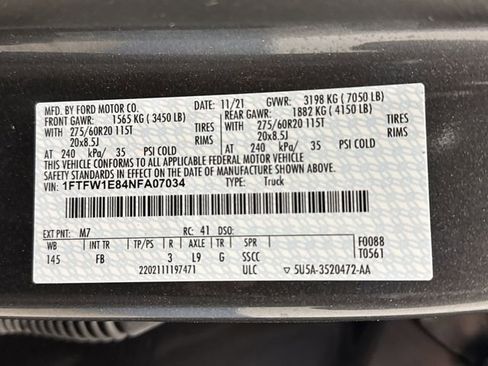 MFD. BY FORD MOTOR CO.
DATE: 11/21 GVWR: 3198 KG ( 7050 LB)
FRONT GAWR: 1565 KG ( 3450 LB) REAR GAWR: 1882 KG ( 4150 LB)
WITH 275/60R20 115T TIRES WITH 275/60R20 115T TIRES
20x8.5J RIMS 20x8.5J RIMS
AT 240 kPa/ 35 PSI COLD AT 240 kPa/ 35 PSI COLD
THIS VEHICLE CONFORMS TO ALL APPLICABLE FEDERAL MOTOR VEHICLE
SAFETY STANDARDS IN EFFECT ON THE DATE OF MANUFACTURE SHOWN ABOVE.
VIN: 1FTFW1E84NFA07034 TYPE: Truck
EXT PNT: M7 RC: 41 DSO:
WB INT TR TP/PS R AXLE TR SPR F0088
145 FB 3 L9 G SSCC T0561
2202111197471 ULC 5U5A-3520472-AA